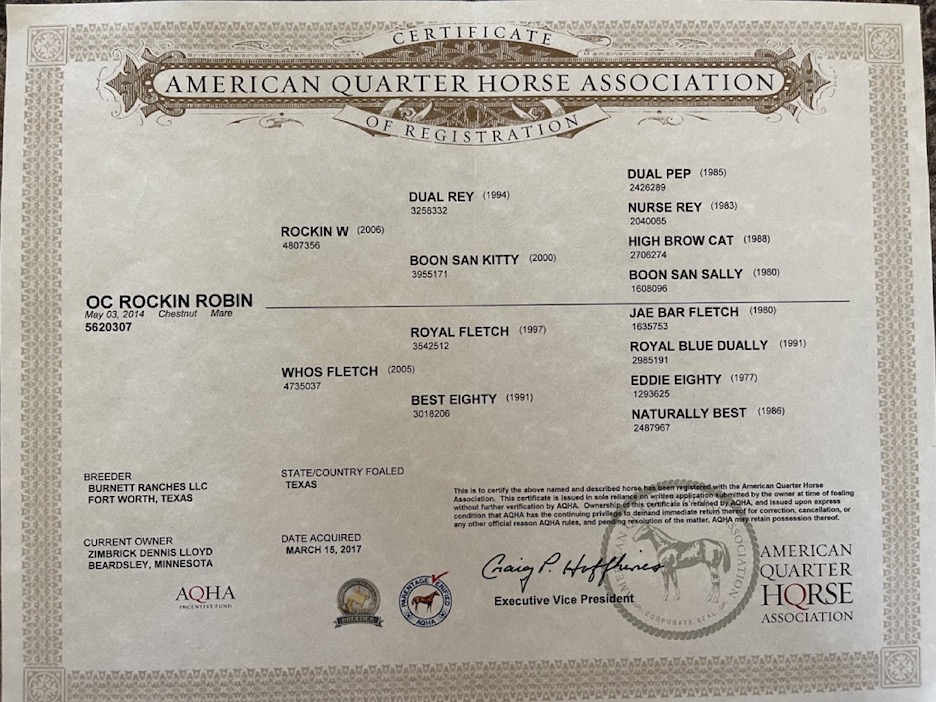 CERTIFICATE
AMERICAN QUARTER HORSE ASSOCIATION
OF REGISTRATION
DUAL PEP (1985)
2426289
DUAL REY (1994)
3258332
NURSE REY (1983)
2040065
ROCKIN W (2006)
4807356
HIGH BROW CAT (1988)
2706274
BOON SAN KITTY (2000)
3955171
BOON SAN SALLY (1980)
1608096
OC ROCKIN ROBIN
May 03, 2014 Chestnut Mare
5620307
JAE BAR FLETCH (1980)
1635753
ROYAL FLETCH (1997)
3542512
ROYAL BLUE DUALLY (1991)
2985191
WHOS FLETCH (2005)
4735037
EDDIE EIGHTY (1977)
1293625
BEST EIGHTY (1991)
3018206
NATURALLY BEST (1986)
2487967
BREEDER
BURNETT RANCHES LLC
FORT WORTH, TEXAS
STATE/COUNTRY FOALED
TEXAS
CURRENT OWNER
ZIMBRICK DENNIS LLOYD
BEARDSLEY, MINNESOTA
DATE ACQUIRED
MARCH 15, 2017
This is to certify the above named and described horse has been registered with the American Quarter Horse
Association. This certificate is issued in sole reliance on written application submitted by the owner at time of foaling
without further verification by AQHA. Ownership of this certificate is retained by AQHA, and issued upon express
condition that AQHA has the continuing privilege to demand immediate return thereof for correction, cancellation, or
any other official reason AQHA rules, and pending resolution of the matter, AQHA may retain possession thereof.
Craig P. Huffhines
Executive Vice President
AQHA
INCENTIVE FUND
BREEDER
PARENTAGE VERIFIED
AQHA
ASSOCIATION
CORPORATE SEAL
AMERICAN
QUARTER
HORSE
ASSOCIATION